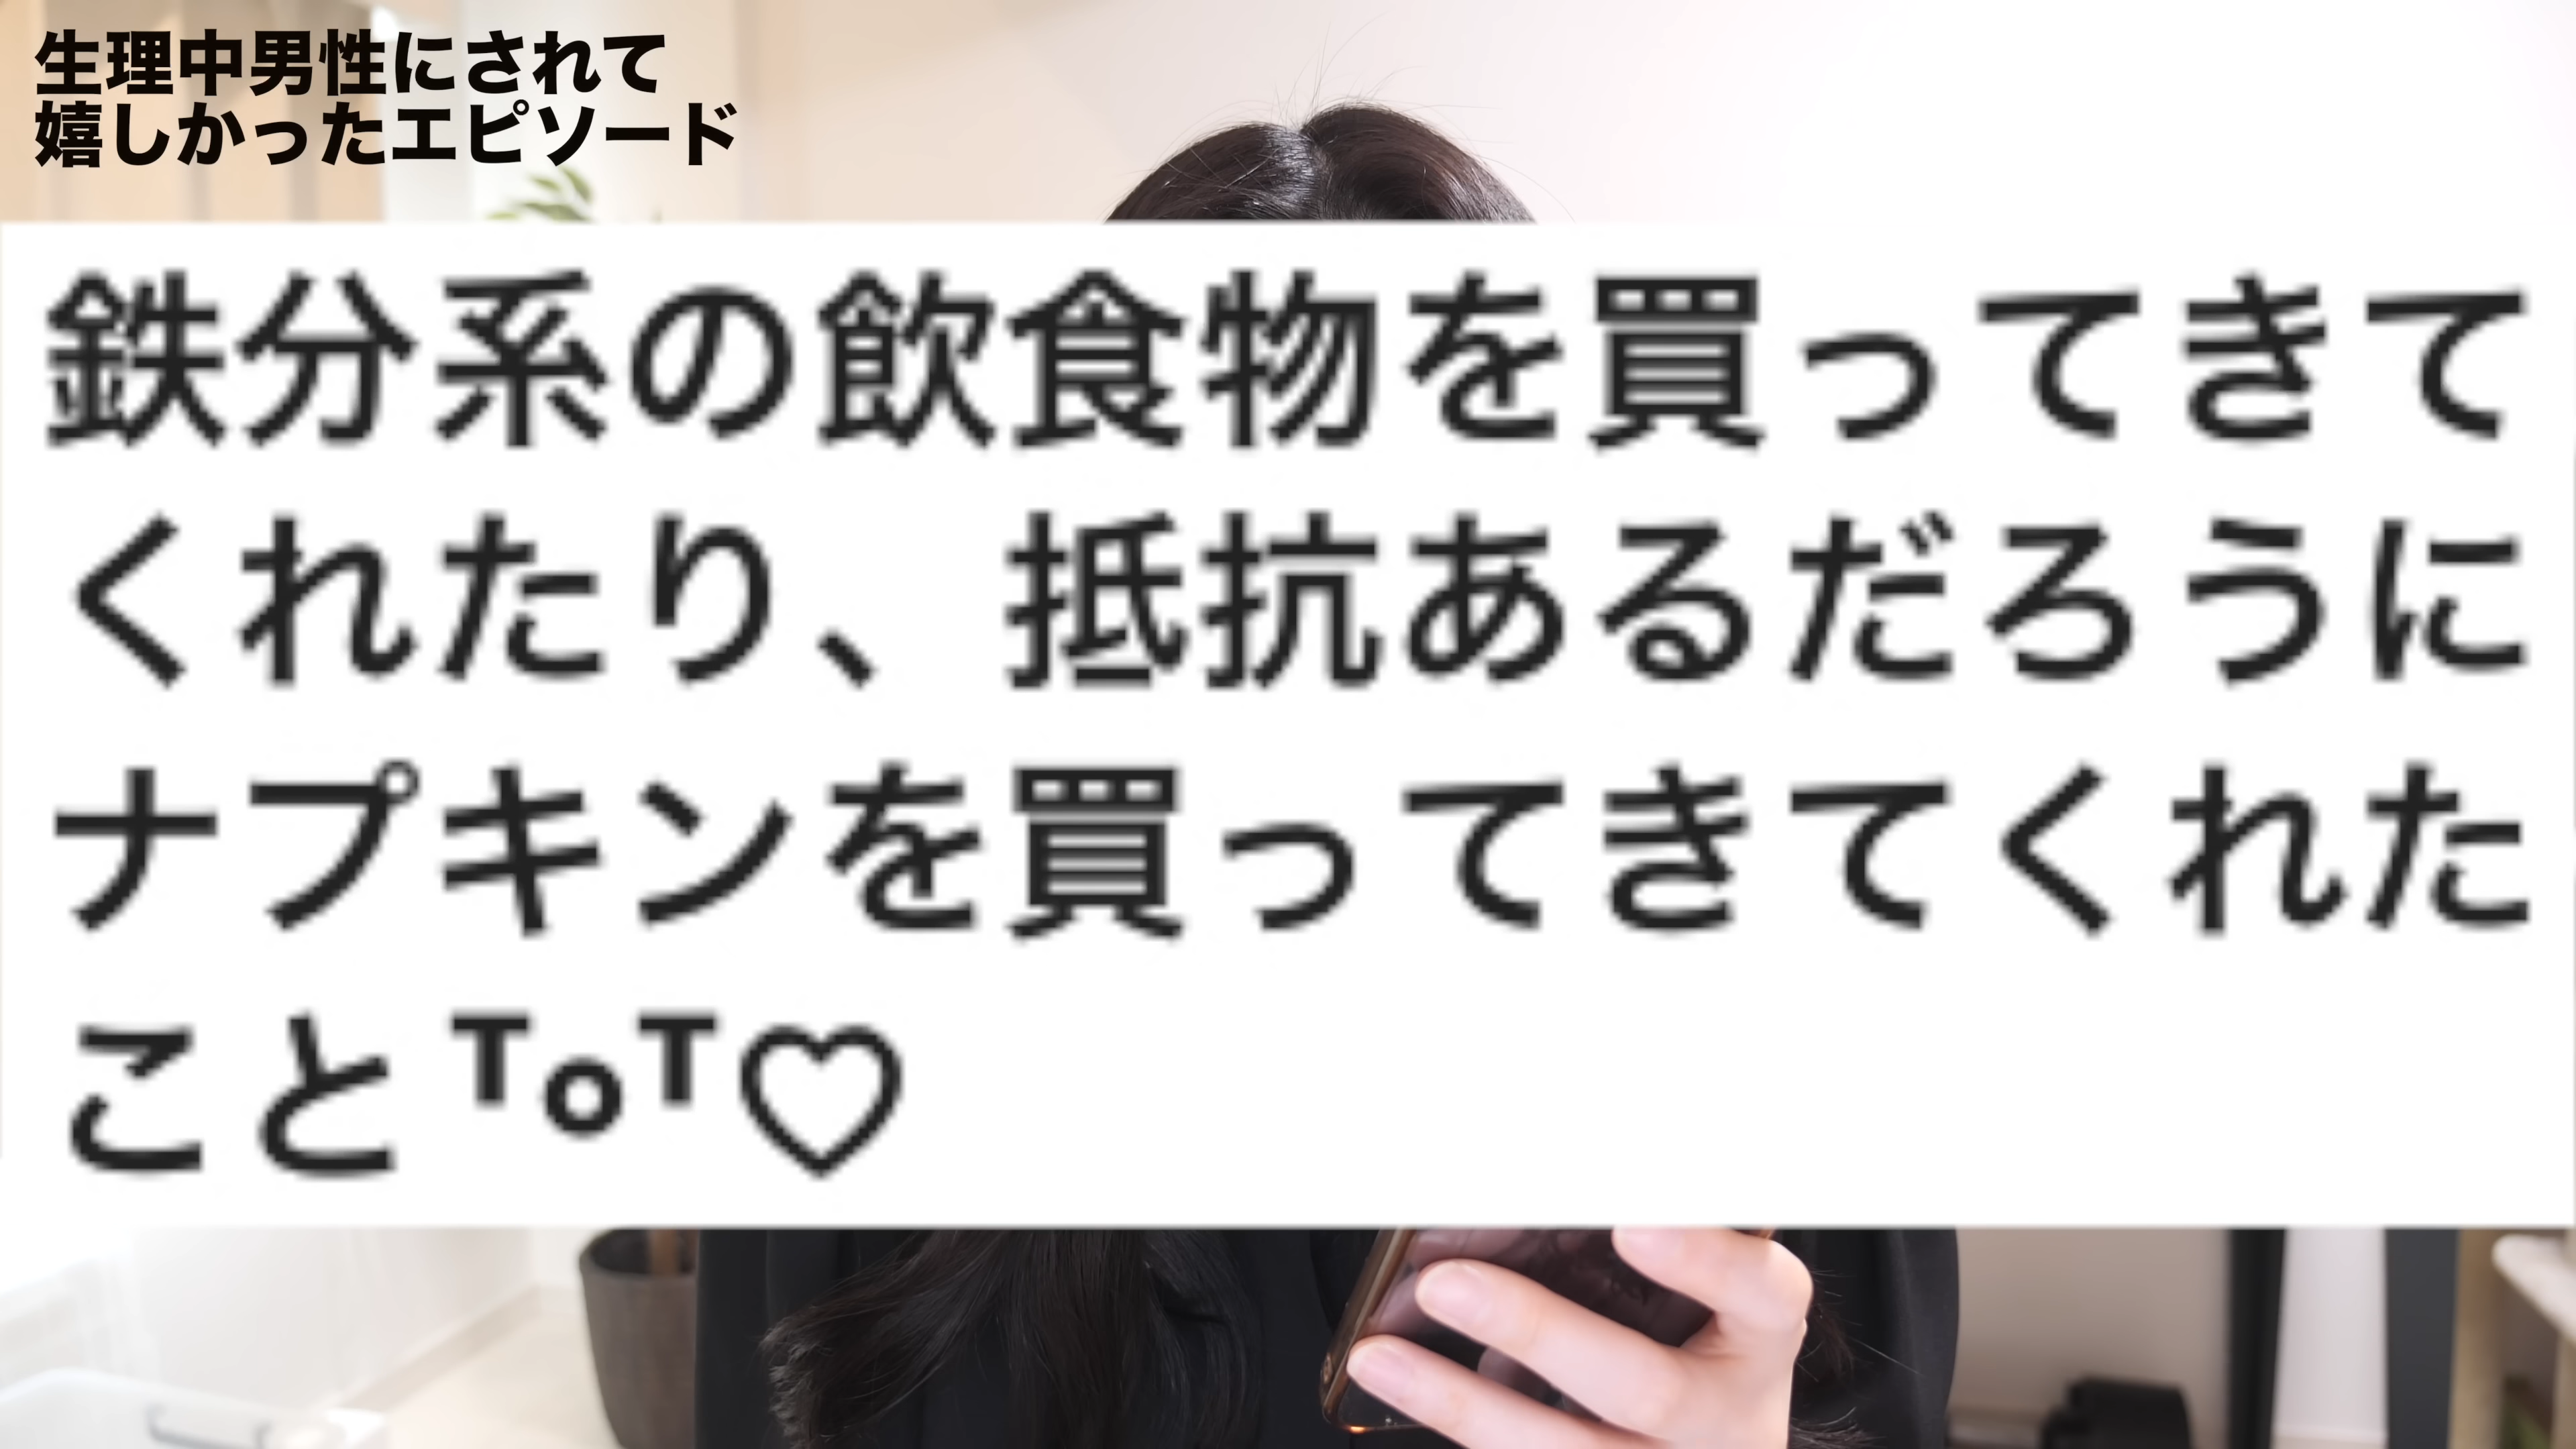 生理中男性にされて
嬉しかったエピソード
鉄分系の飲食物を買ってきて
くれたり、抵抗あるだろうに
ナプキンを買ってきてくれた
こと ᵀoᵀ♡